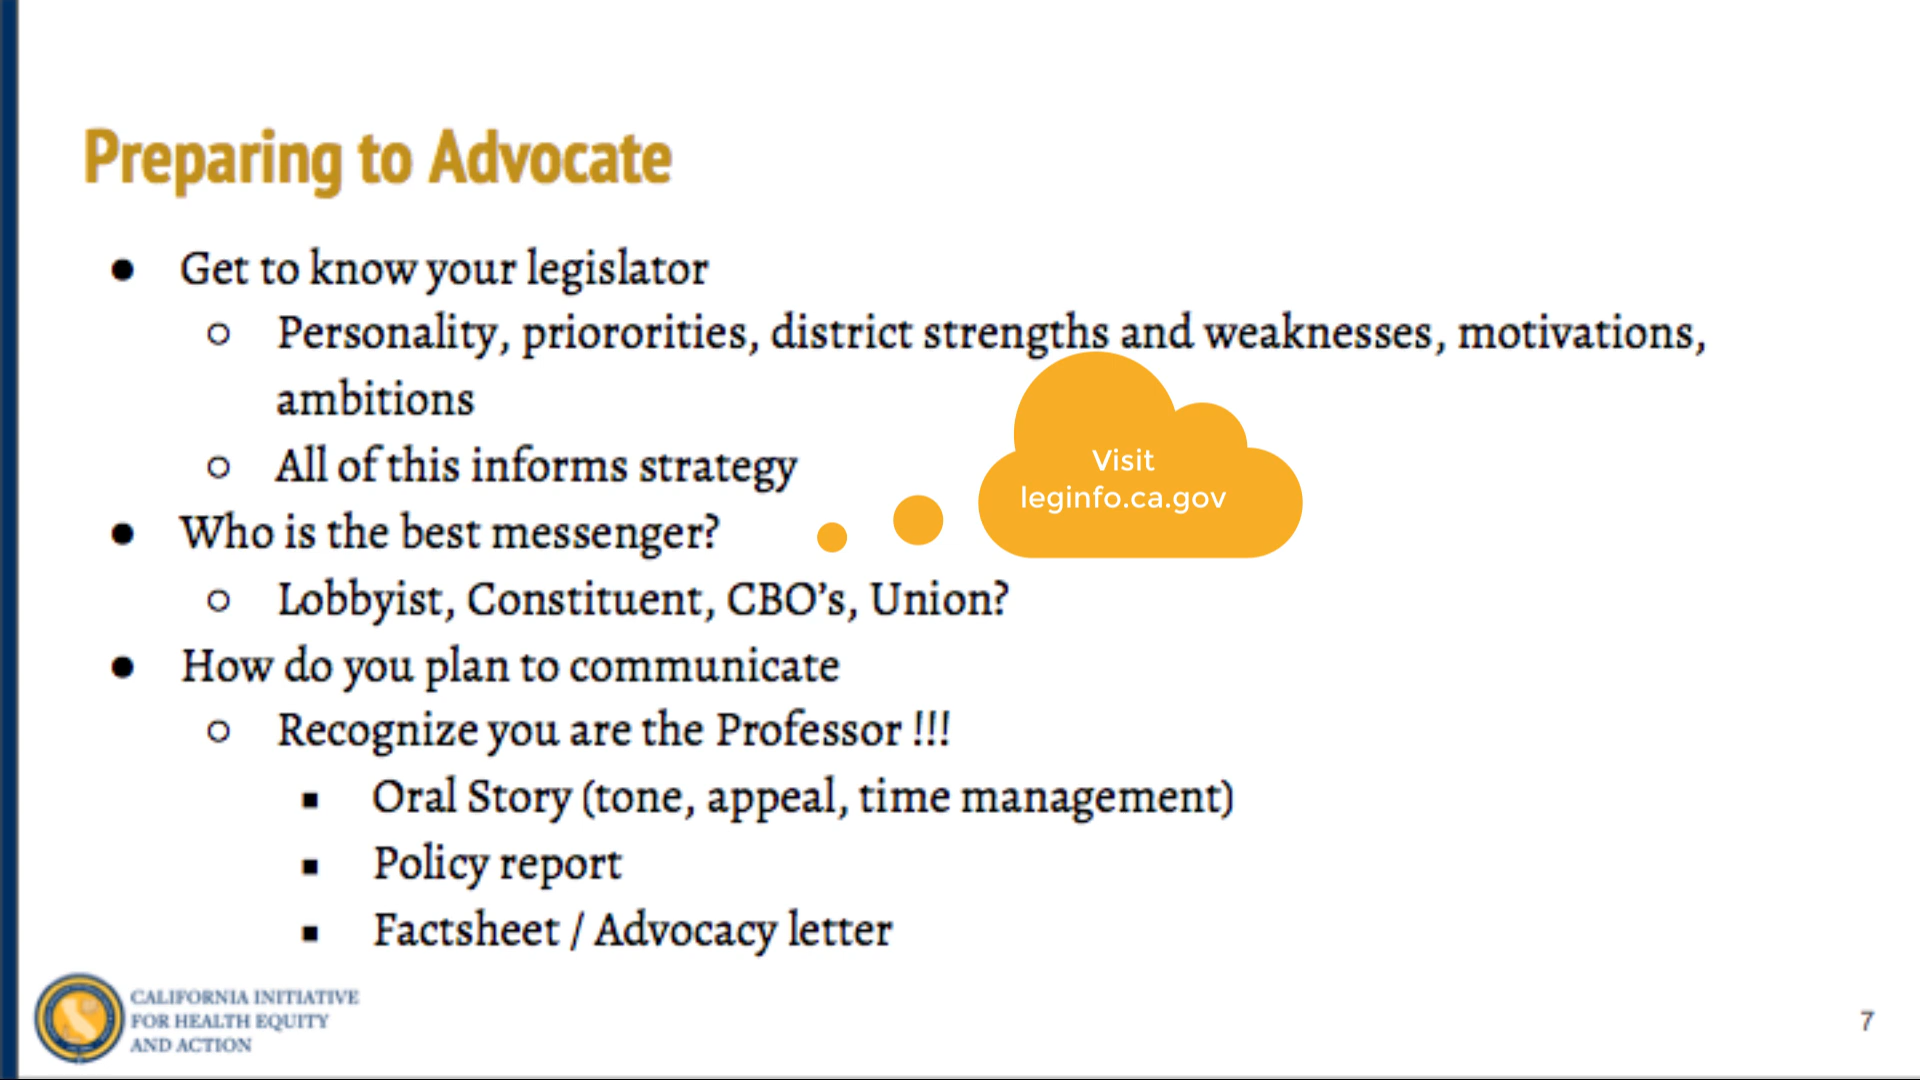 Preparing to Advocate
● Get to know your legislator
○ Personality, priororities, district strengths and weaknesses, motivations,
ambitions
○ All of this informs strategy
Visit
leginfo.ca.gov
● Who is the best messenger?
○ Lobbyist, Constituent, CBO’s, Union?
● How do you plan to communicate
○ Recognize you are the Professor !!!
■ Oral Story (tone, appeal, time management)
■ Policy report
■ Factsheet / Advocacy letter
CALIFORNIA INITIATIVE
FOR HEALTH EQUITY
AND ACTION
7